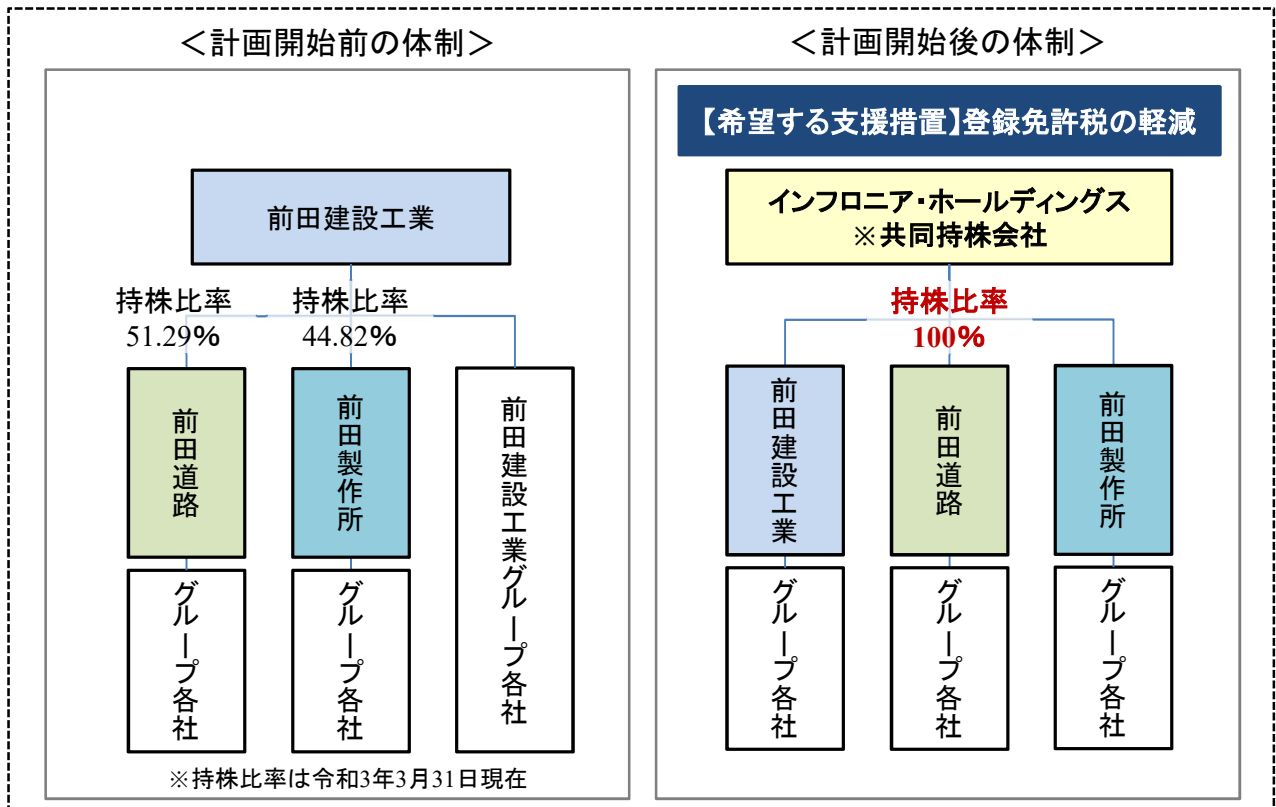 ＜計画開始前の体制＞
前田建設工業
持株比率
51.29%
持株比率
44.82%
前田道路
前田製作所
前田建設工業グループ各社
グループ各社
グループ各社
※持株比率は令和3年3月31日現在
＜計画開始後の体制＞
【希望する支援措置】登録免許税の軽減
インフロニア・ホールディングス
※共同持株会社
持株比率
100%
前田建設工業
前田道路
前田製作所
グループ各社
グループ各社
グループ各社